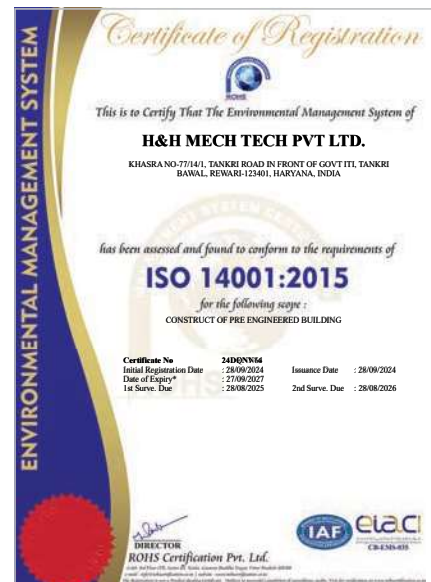 ENVIRONMENTAL MANAGEMENT SYSTEM
Certificate of Registration
ROHS
This is to Certify That The Environmental Management System of
H&H MECH TECH PVT LTD.
KHASRA NO-77/14/1, TANKRI ROAD IN FRONT OF GOVT ITI, TANKRI
BAWAL, REWARI-123401, HARYANA, INDIA
has been assessed and found to conform to the requirements of
ISO 14001:2015
for the following scope :
CONSTRUCT OF PRE ENGINEERED BUILDING
Certificate No 24DQNW64
Initial Registration Date : 28/09/2024 Issuance Date : 28/09/2024
Date of Expiry* : 27/09/2027
1st Surve. Due : 28/08/2025 2nd Surve. Due : 28/08/2026
DIRECTOR
ROHS Certification Pvt. Ltd.
IAF
eiaci
CB-EMS-035